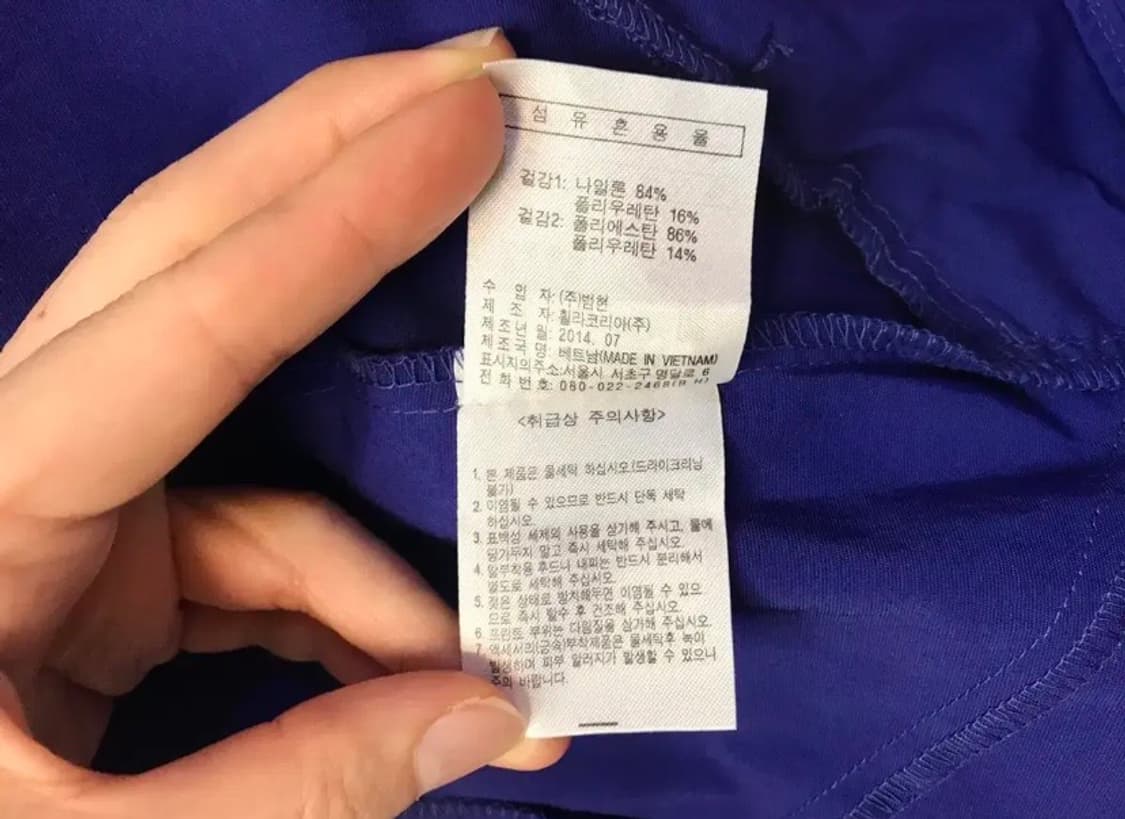 섬 유 혼 용 율
겉감1: 나일론 84%
폴리우레탄 16%
겉감2: 폴리에스탄 86%
폴리우레탄 14%
수 입 자: (주)범현
제 조 자: 휠라코리아(주)
제조년 월: 2014. 07
제조국 명: 베트남(MADE IN VIETNAM)
표시지의주소:서울시 서초구 명달로 6
전 화 번 호: 080-022-2468
<취급상 주의사항>
1. 본 제품은 물세탁 하십시오.(드라이크리닝
불가)
2. 이염될 수 있으므로 반드시 단독 세탁
하십시오.
3. 표백성 세제의 사용을 삼가해 주시고, 물에
담가두지 말고 즉시 세탁해 주십시오.
4. 탈부착용 후드나 내피는 반드시 분리해서
별도로 세탁해 주십시오.
5. 젖은 상태로 방치해두면 이염될 수 있으
므로 즉시 탈수 후 건조해 주십시오.
6. 프린트 부위는 다림질을 삼가해 주십시오.
7. 액세서리(금속)부착제품은 물세탁후 녹이
발생하며 피부 알러지가 발생할 수 있으니
주의 바랍니다.